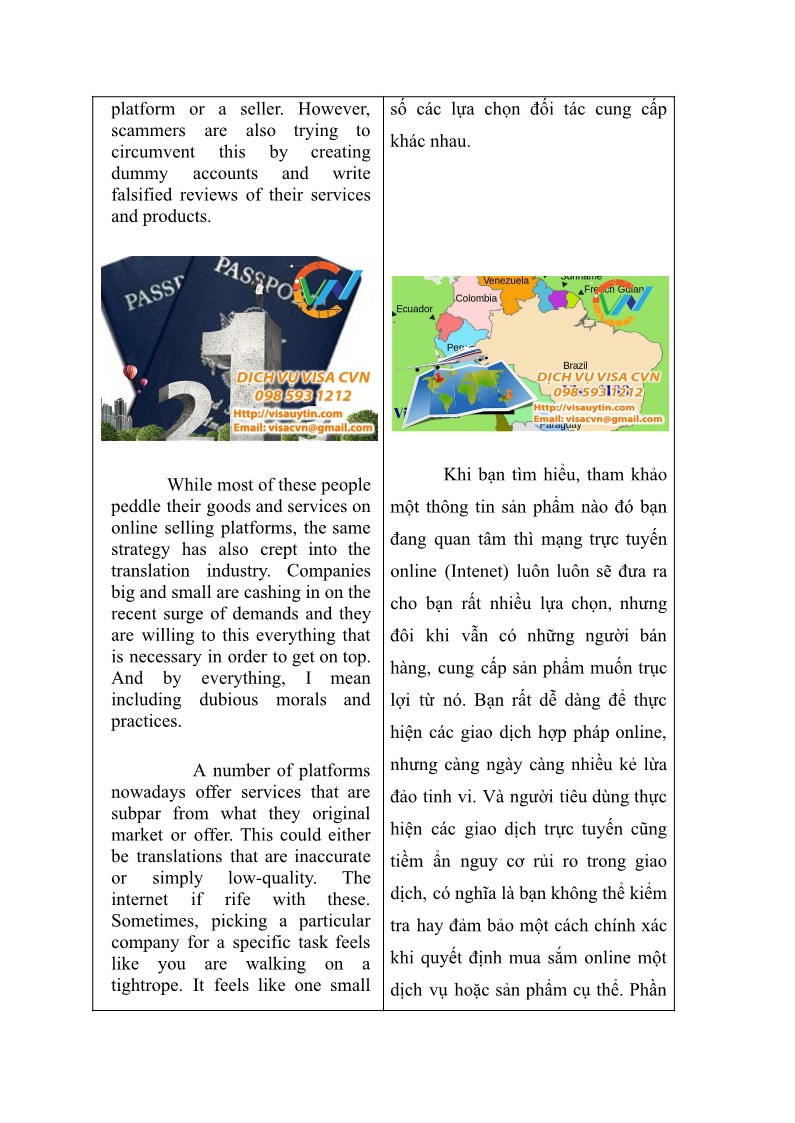 platform or a seller. However,
scammers are also trying to
circumvent this by creating
dummy accounts and write
falsified reviews of their services
and products.
PASSPO
DỊCH VỤ VISA CVN
098 593 1212
Http://visauytin.com
Email: visacvn@gmail.com
While most of these people
peddle their goods and services on
online selling platforms, the same
strategy has also crept into the
translation industry. Companies
big and small are cashing in on the
recent surge of demands and they
are willing to this everything that
is necessary in order to get on top.
And by everything, I mean
including dubious morals and
practices.
A number of platforms
nowadays offer services that are
subpar from what they original
market or offer. This could either
be translations that are inaccurate
or simply low-quality. The
internet if rife with these.
Sometimes, picking a particular
company for a specific task feels
like you are walking on a
tightrope. It feels like one small
số các lựa chọn đối tác cung cấp
khác nhau.
Venezuela
Suriname
French Guian
Colombia
Ecuador
Peru
Brazil
DỊCH VỤ VISA CVN
098 593 1212
Http://visauytin.com
Email: visacvn@gmail.com
Paraguay
Khi bạn tìm hiểu, tham khảo
một thông tin sản phẩm nào đó bạn
đang quan tâm thì mạng trực tuyến
online (Intenet) luôn luôn sẽ đưa ra
cho bạn rất nhiều lựa chọn, nhưng
đôi khi vẫn có những người bán
hàng, cung cấp sản phẩm muốn trục
lợi từ nó. Bạn rất dễ dàng để thực
hiện các giao dịch hợp pháp online,
nhưng càng ngày càng nhiều kẻ lừa
đảo tinh vi. Và người tiêu dùng thực
hiện các giao dịch trực tuyến cũng
tiềm ẩn nguy cơ rủi ro trong giao
dịch, có nghĩa là bạn không thể kiểm
tra hay đảm bảo một cách chính xác
khi quyết định mua sắm online một
dịch vụ hoặc sản phẩm cụ thể. Phần